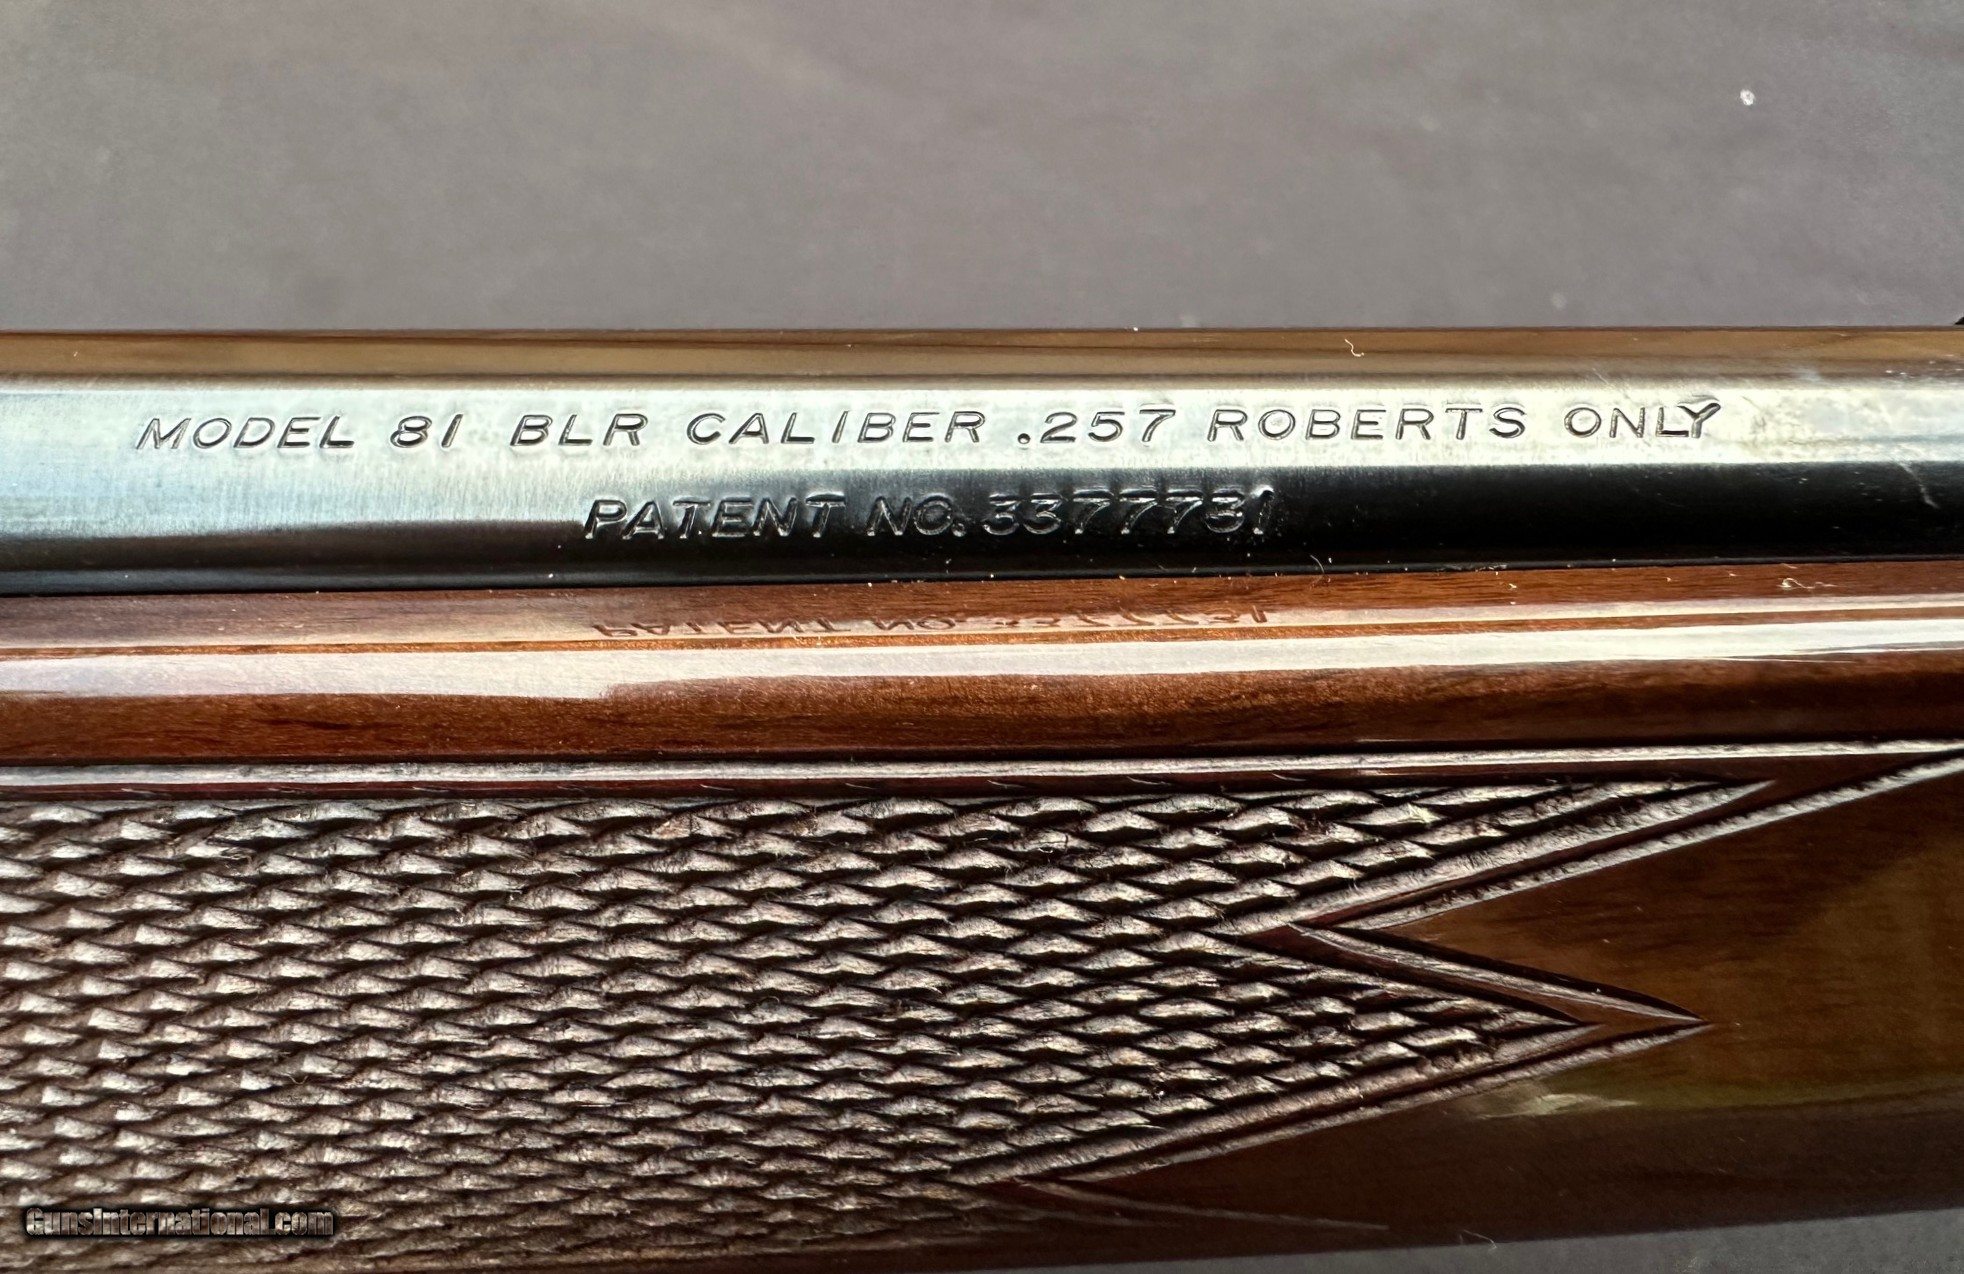 MODEL 81 BLR CALIBER .257 ROBERTS ONLY
PATENT NO. 3377731
GunsInternational.com